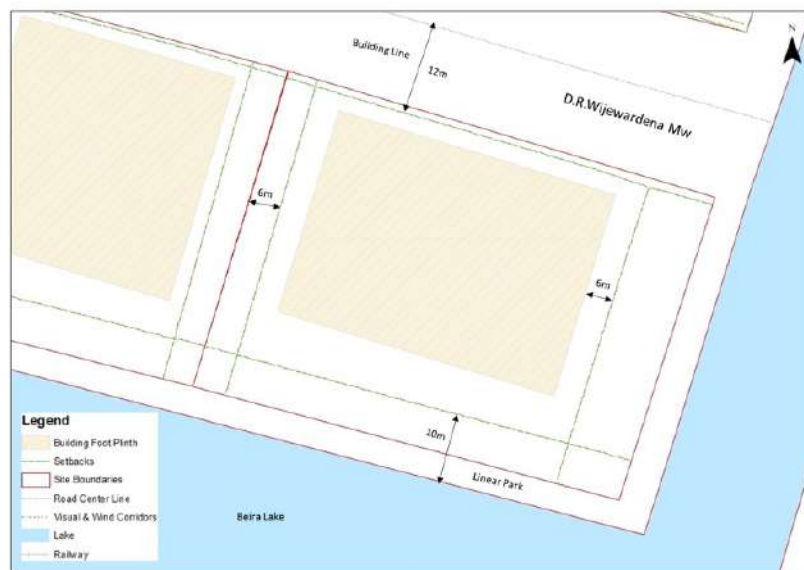 Building Line
12m
Z
D.R.Wijewardena Mw
6m
6m
10m
Linear Park
Beira Lake
Legend
Building Foot Plinth
Setbacks
Site Boundaries
Road Center Line
Visual & Wind Corridors
Lake
Railway